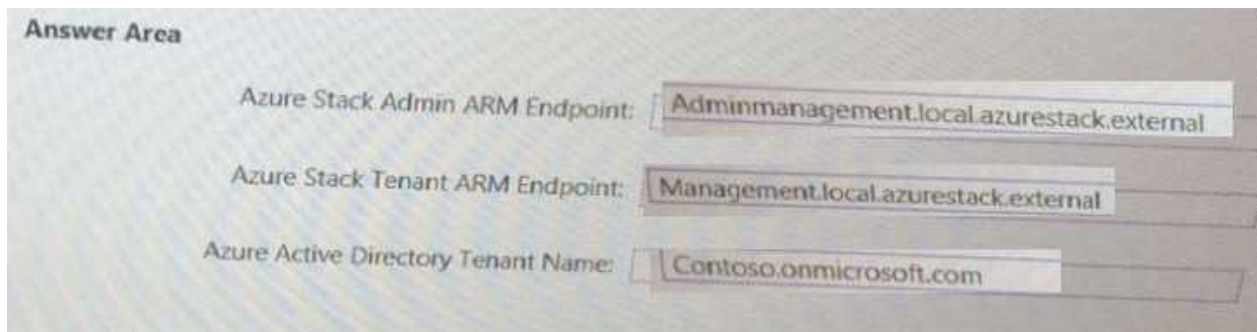 Answer Area
Azure Stack Admin ARM Endpoint: Adminmanagement.local.azurestack.external
Azure Stack Tenant ARM Endpoint: Management.local.azurestack.external
Azure Active Directory Tenant Name: Contoso.onmicrosoft.com